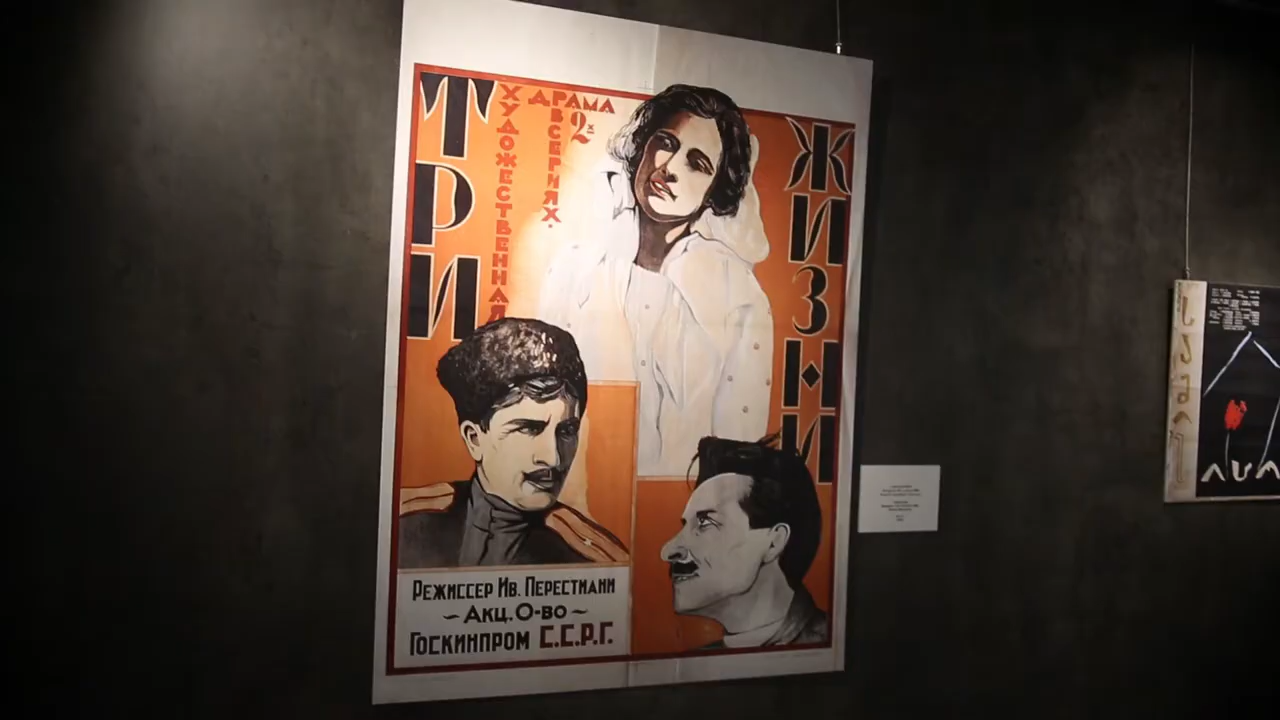 ТРИ
ЖИЗНИ
ХУДОЖЕСТВЕННАЯ
ДРАМА
В 2х
СЕРИЯХ.
РЕЖИССЕР ИВ. ПЕРЕСТИАНИ
~ АКЦ. О-ВО ~
ГОСКИНПРОМ С.С.Р.Г.